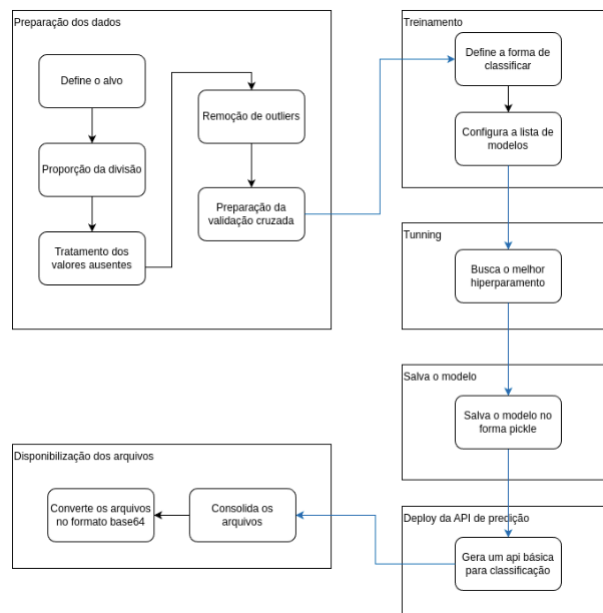 Preparação dos dados
Define o alvo
Proporção da divisão
Tratamento dos
valores ausentes
Remoção de outliers
Preparação da
validação cruzada
Treinamento
Define a forma de
classificar
Configura a lista de
modelos
Tunning
Busca o melhor
hiperparamento
Salva o modelo
Salva o modelo no
forma pickle
Deploy da API de predição
Gera um api básica
para classificação
Disponibilização dos arquivos
Consolida os
arquivos
Converte os arquivos
no formato base64